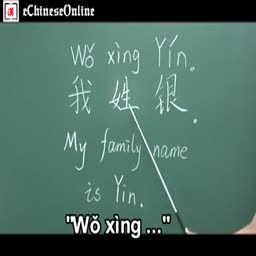 eChineseOnline
Wǒ xìng Yín.
我 姓 银.
My family name
is Yin.
"Wǒ xìng ..."